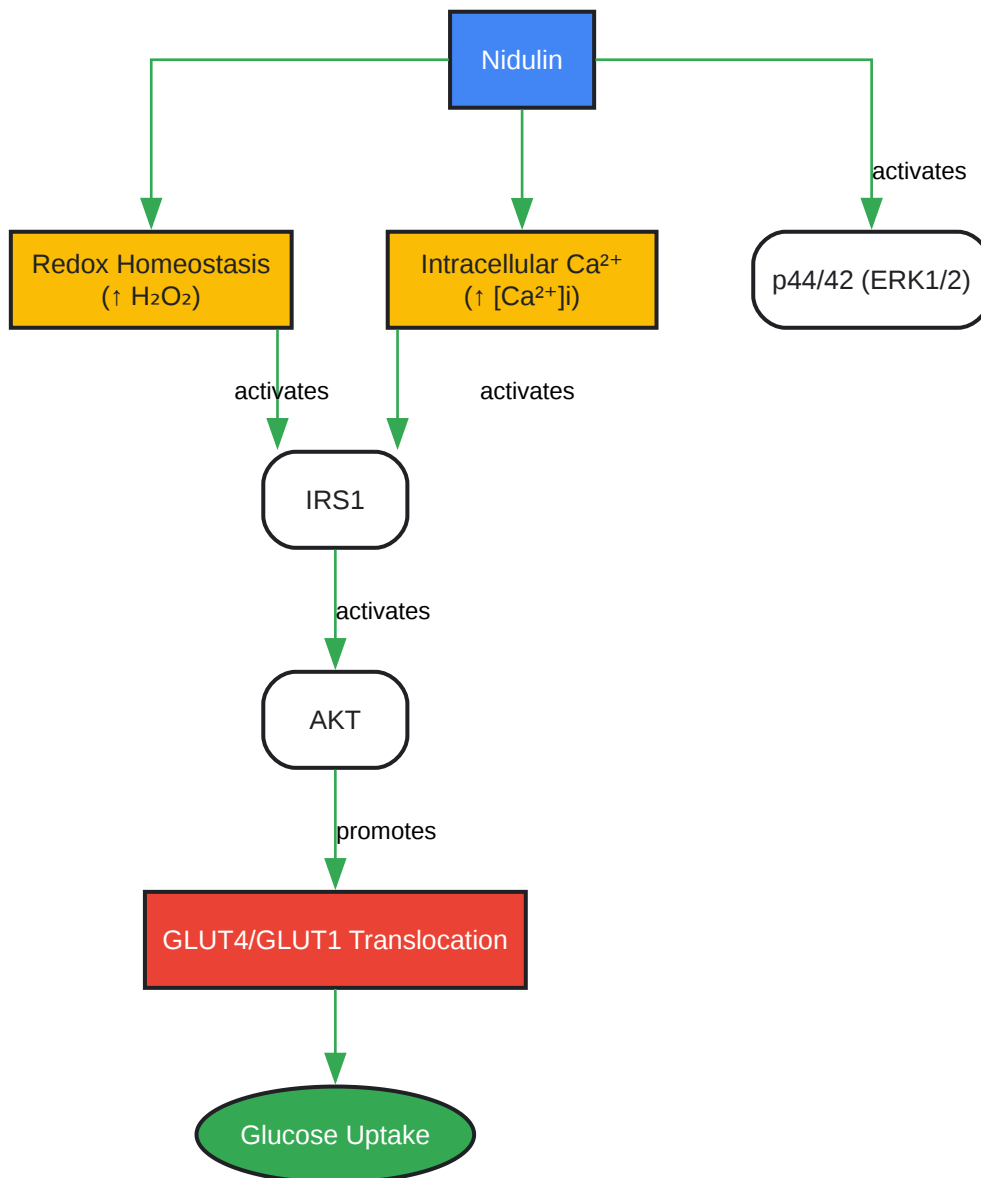 Nidulin
activates
Redox Homeostasis
(↑ H₂O₂)
Intracellular Ca²⁺
(↑ [Ca²⁺]i)
p44/42 (ERK1/2)
activates
activates
IRS1
activates
AKT
promotes
GLUT4/GLUT1 Translocation
Glucose Uptake